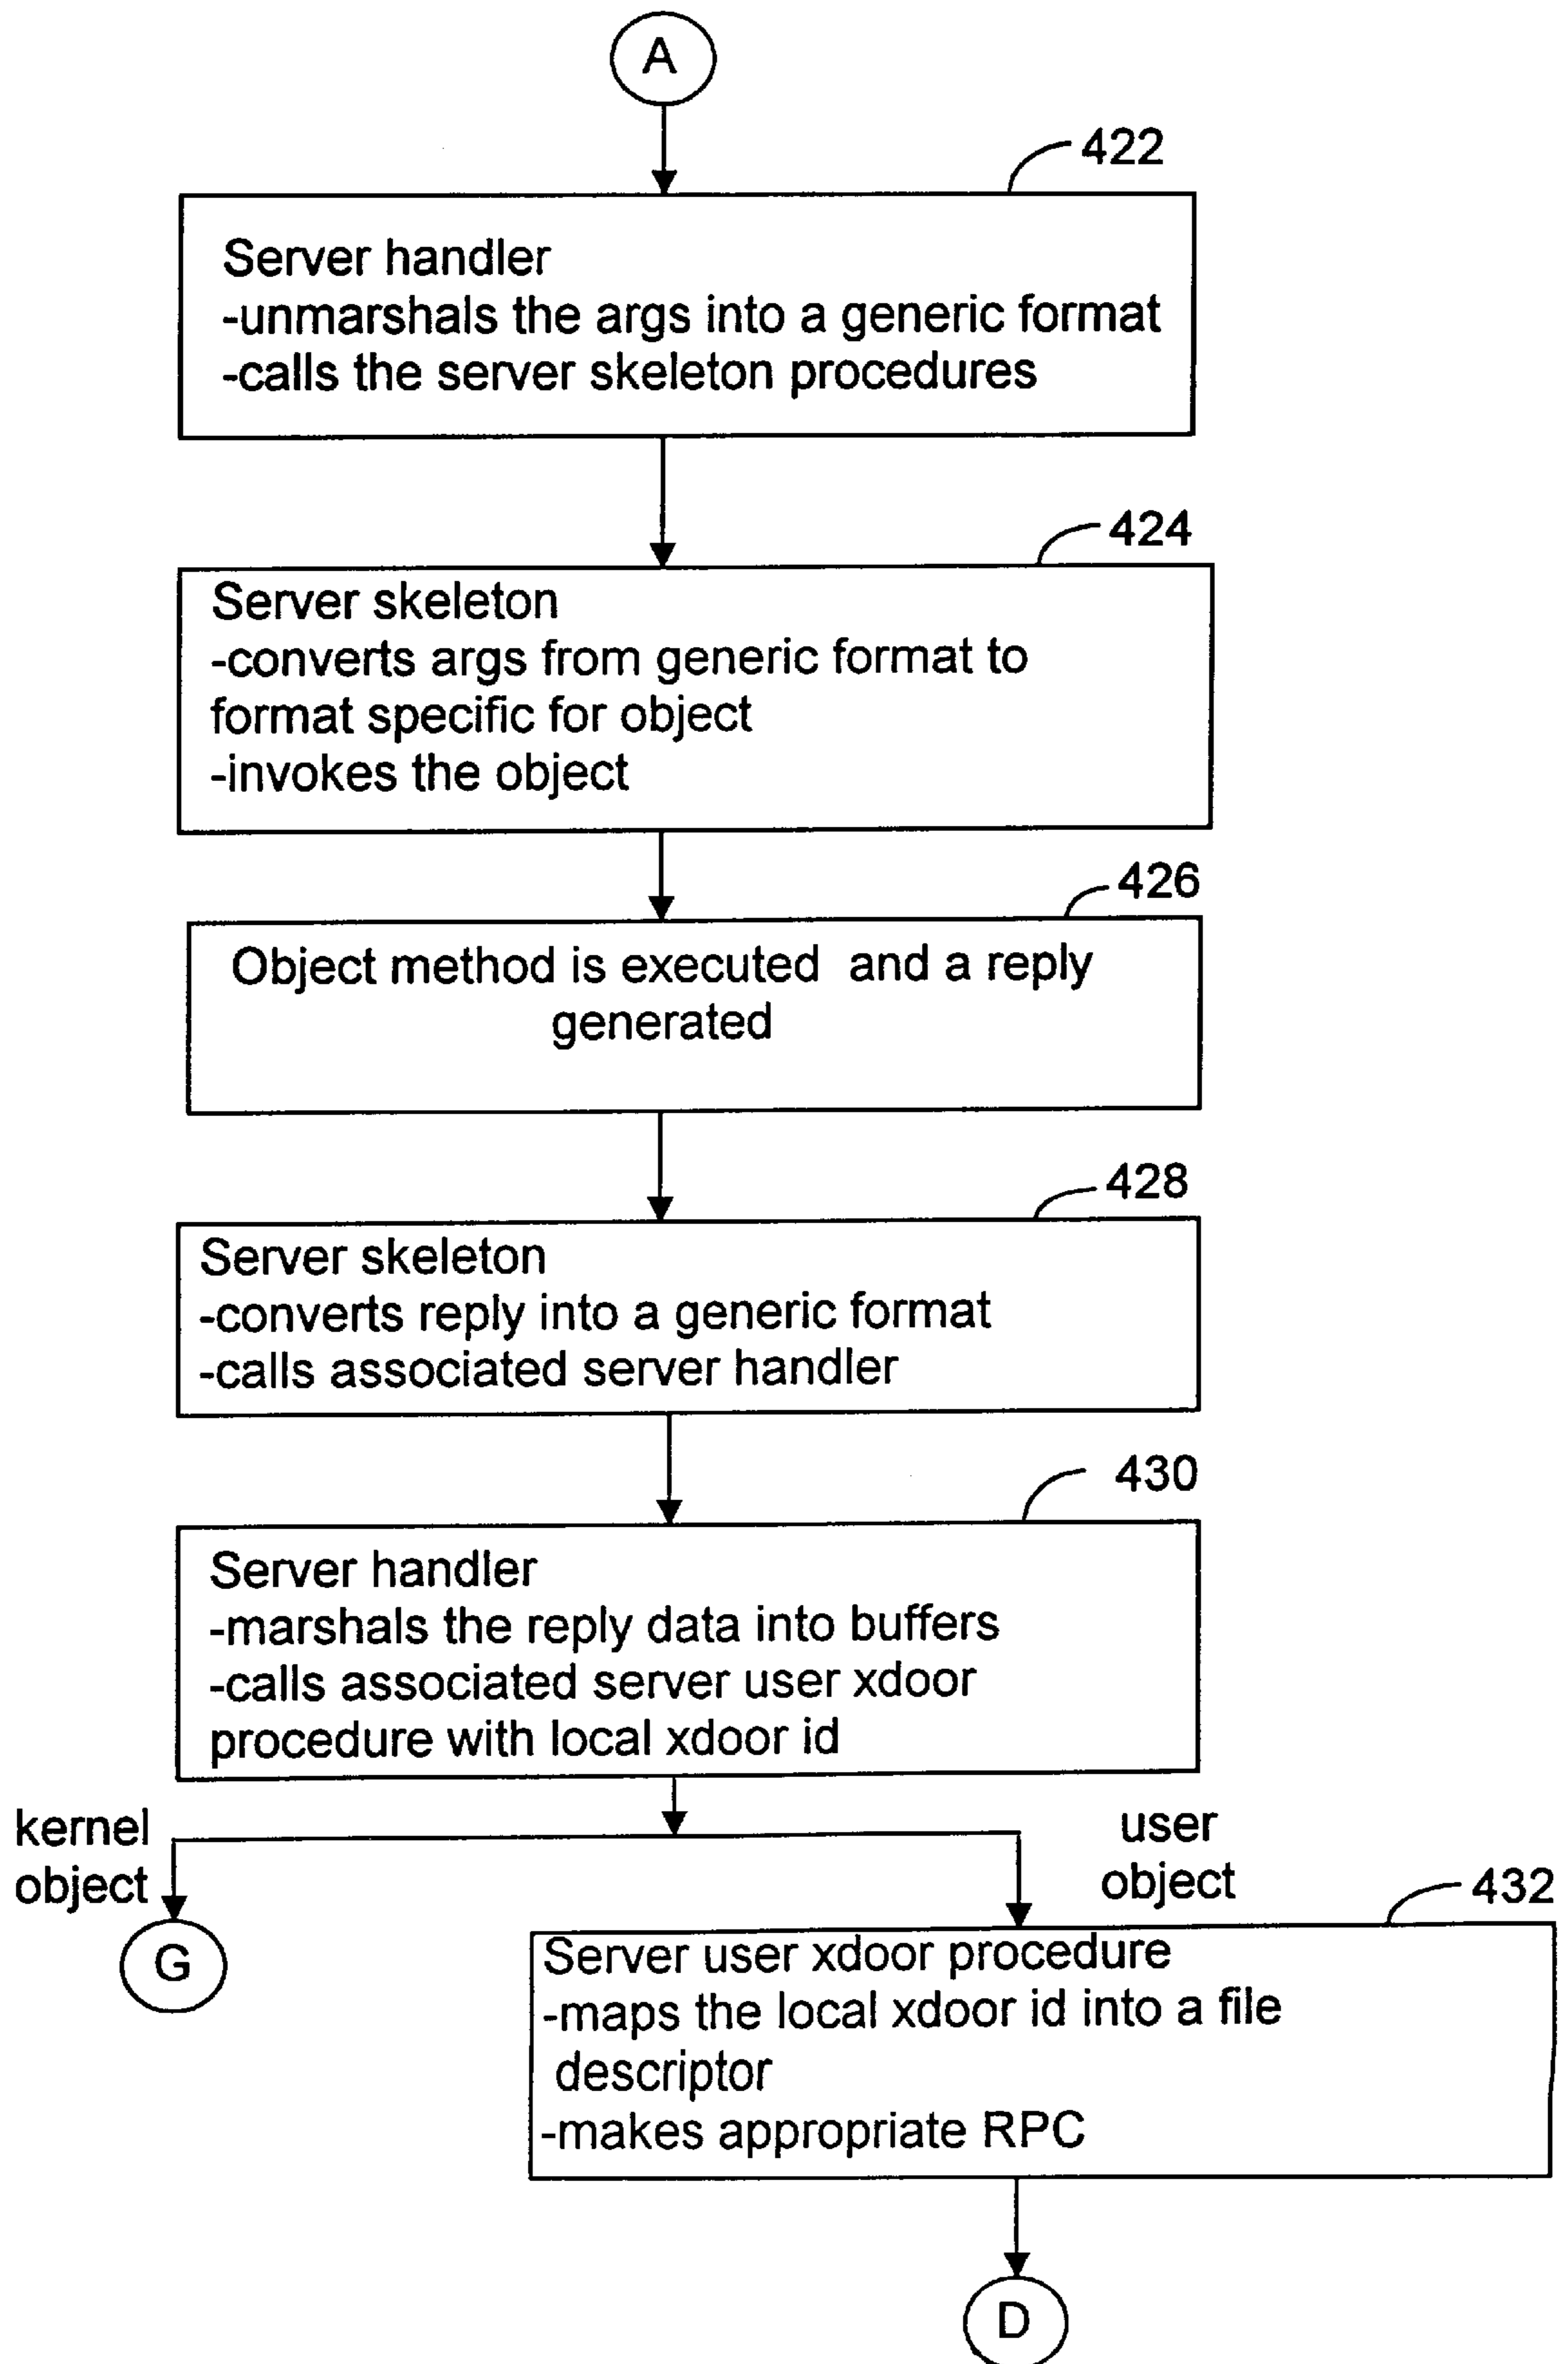 A
422
Server handler
-unmarshals the args into a generic format
-calls the server skeleton procedures
424
Server skeleton
-converts args from generic format to
format specific for object
-invokes the object
426
Object method is executed and a reply
generated
428
Server skeleton
-converts reply into a generic format
-calls associated server handler
430
Server handler
-marshals the reply data into buffers
-calls associated server user xdoor
procedure with local xdoor id
kernel
object
user
object
432
G
Server user xdoor procedure
-maps the local xdoor id into a file
descriptor
-makes appropriate RPC
D